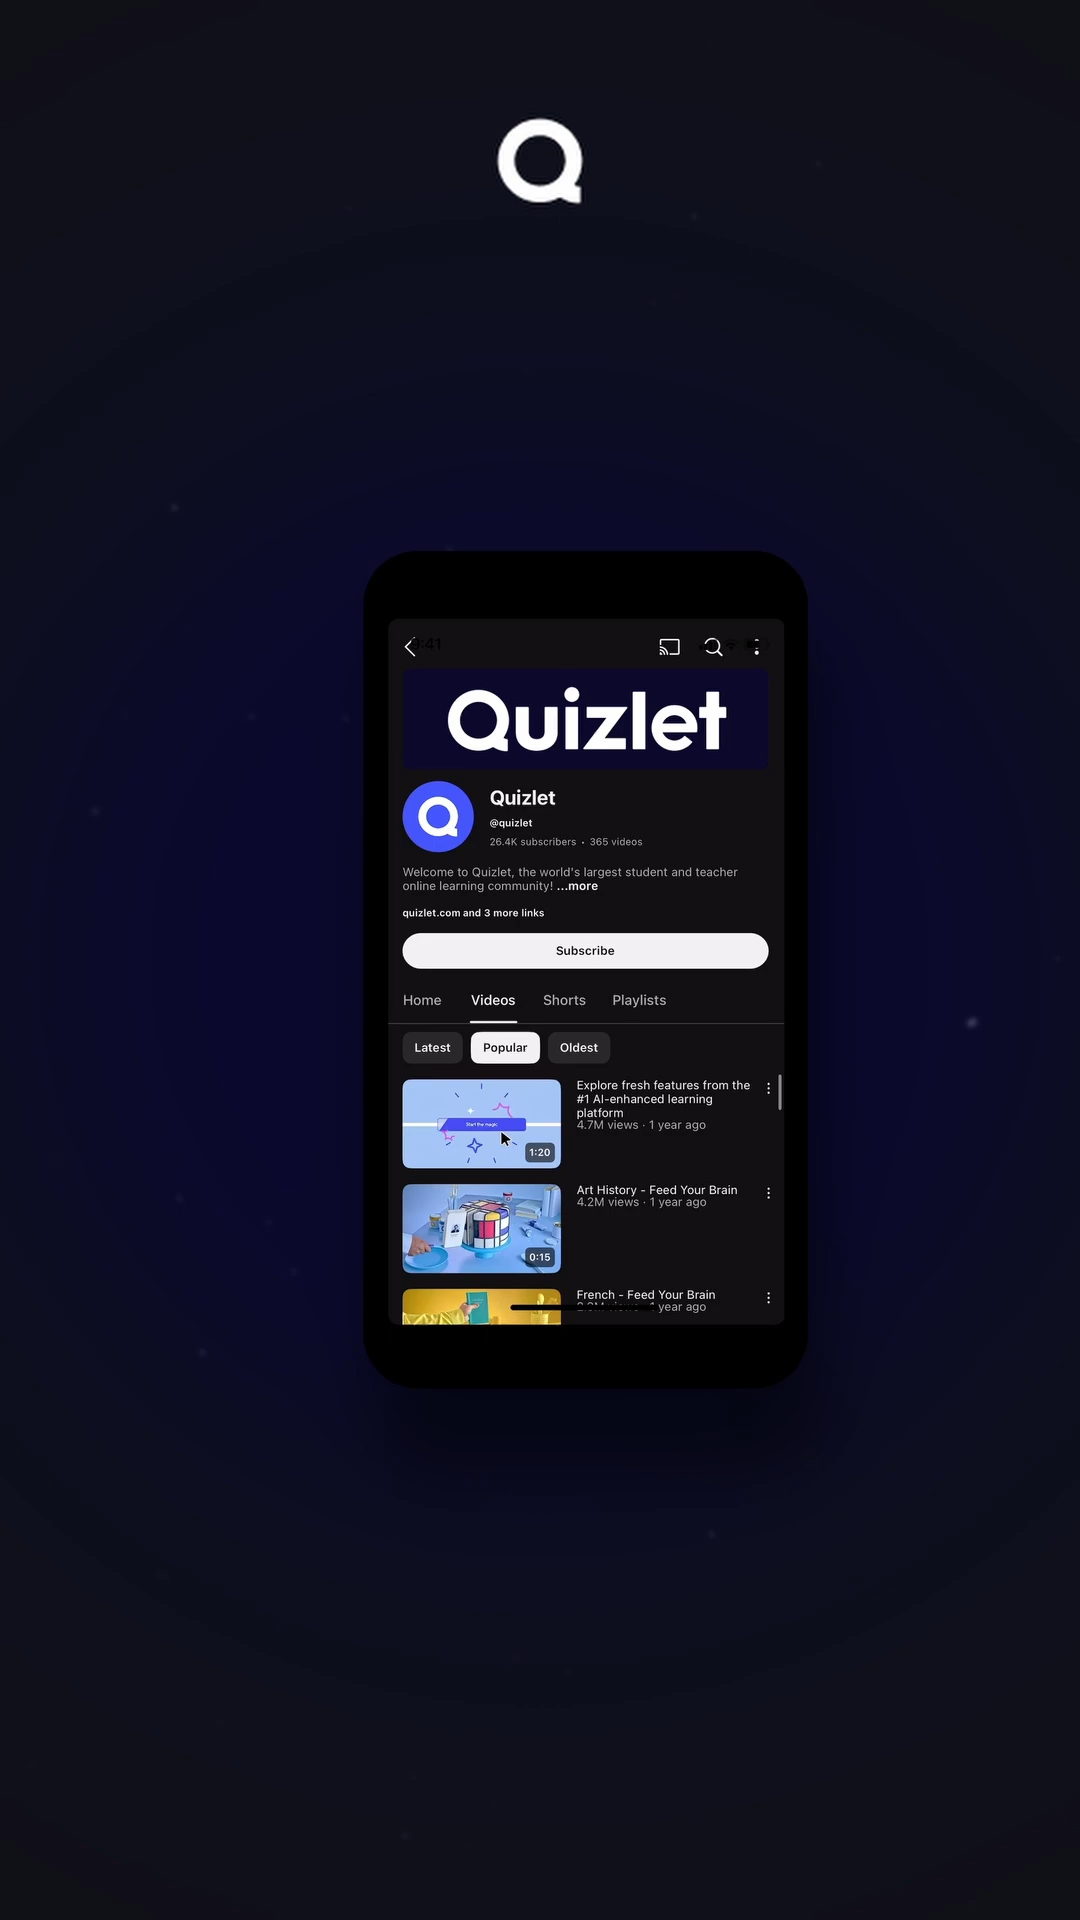 Quizlet
Quizlet
@quizlet
26.4K subscribers • 365 videos
Welcome to Quizlet, the world's largest student and teacher
online learning community! ...more
quizlet.com and 3 more links
Subscribe
Home Videos Shorts Playlists
Latest Popular Oldest
Explore fresh features from the
#1 AI-enhanced learning
platform
4.7M views · 1 year ago
Start the magic
1:20
Art History - Feed Your Brain
4.2M views · 1 year ago
0:15
French - Feed Your Brain
year ago